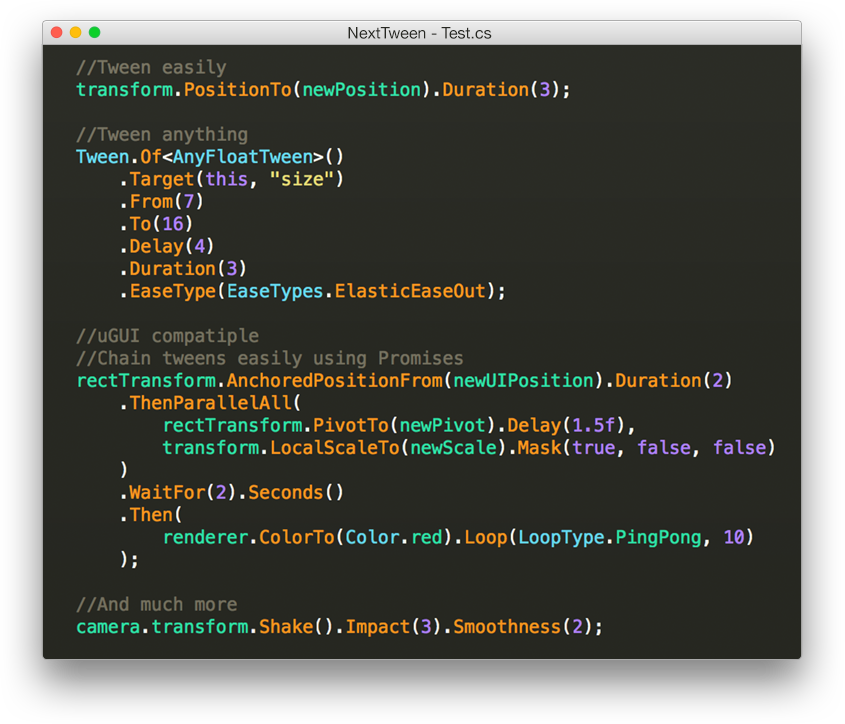 NextTween - Test.cs
//Tween easily
transform.PositionTo(newPosition).Duration(3);
//Tween anything
Tween.Of<AnyFloatTween>()
.Target(this, "size")
.From(7)
.To(16)
.Delay(4)
.Duration(3)
.EaseType(EaseTypes.ElasticEaseOut);
//uGUI compatiple
//Chain tweens easily using Promises
rectTransform.AnchoredPositionFrom(newUIPosition).Duration(2)
.ThenParallelAll(
rectTransform.PivotTo(newPivot).Delay(1.5f),
transform.LocalScaleTo(newScale).Mask(true, false, false)
)
.WaitFor(2).Seconds()
.Then(
renderer.ColorTo(Color.red).Loop(LoopType.PingPong, 10)
);
//And much more
camera.transform.Shake().Impact(3).Smoothness(2);